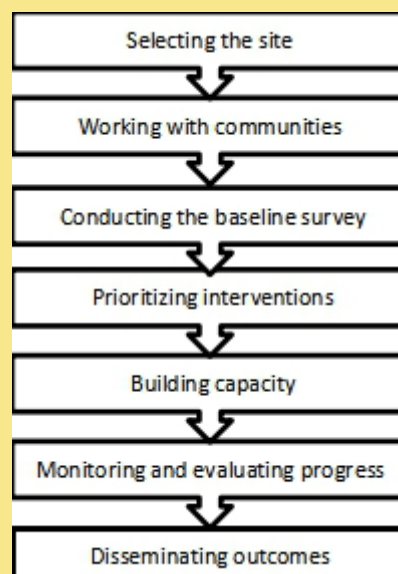 Selecting the site
Working with communities
Conducting the baseline survey
Prioritizing interventions
Building capacity
Monitoring and evaluating progress
Disseminating outcomes